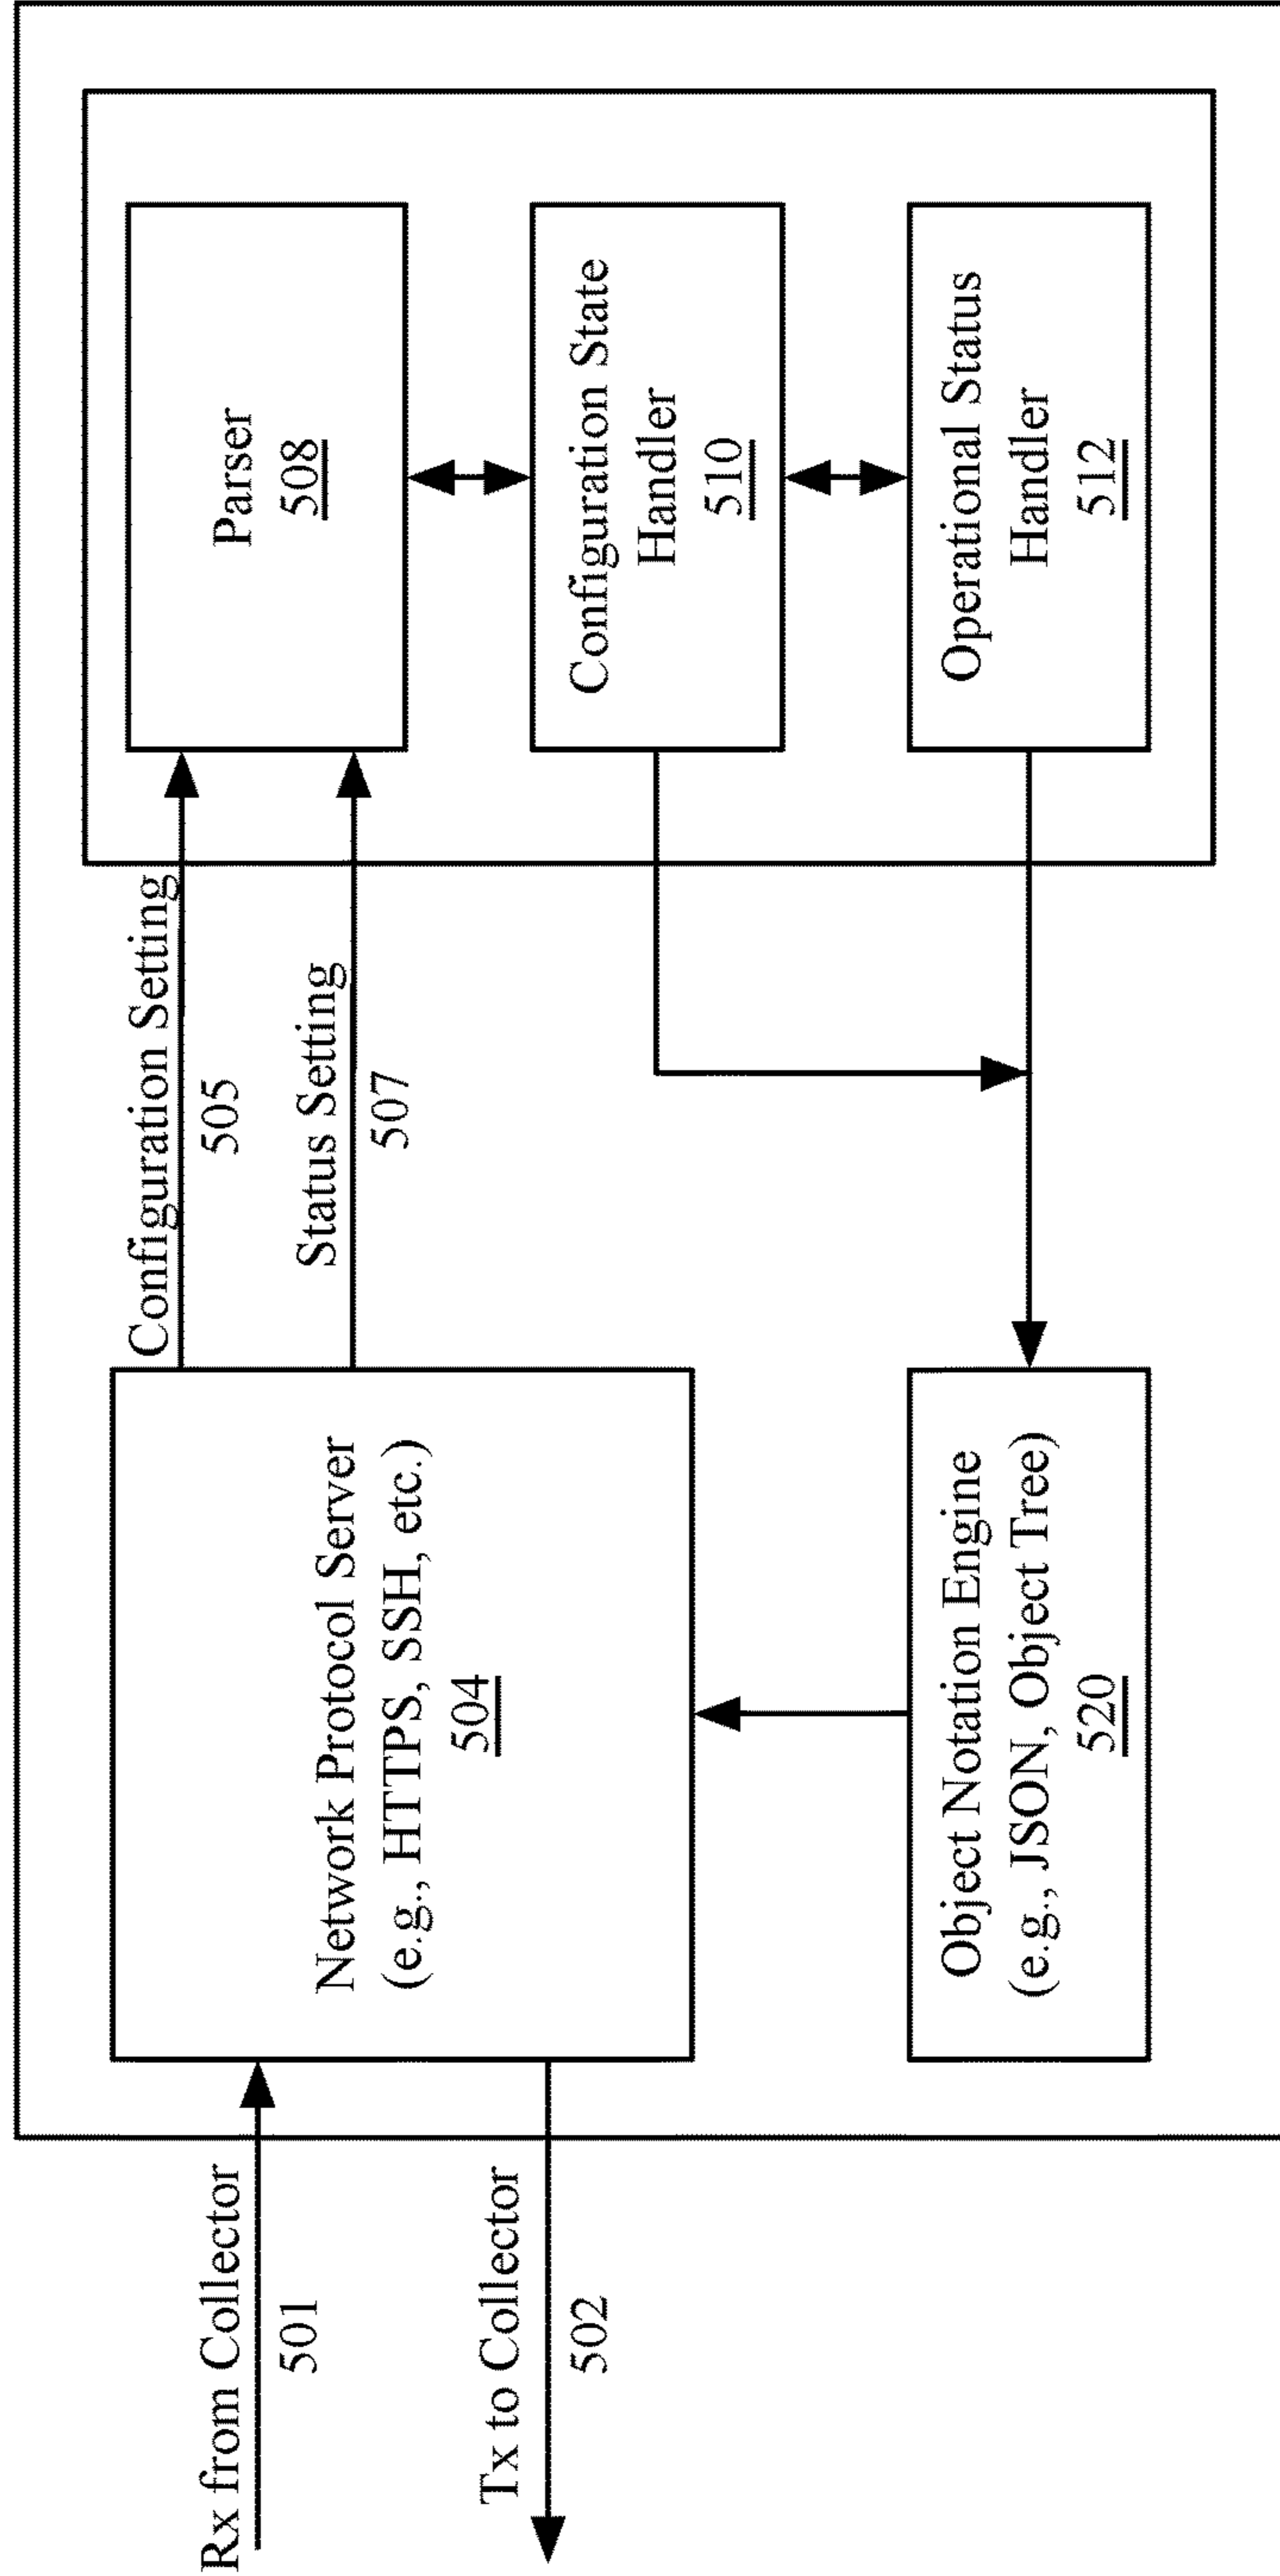 Rx from Collector
501
Tx to Collector
502
Network Protocol Server
(e.g., HTTPS, SSH, etc.)
504
Configuration Setting
505
Status Setting
507
Parser
508
Configuration State
Handler
510
Operational Status
Handler
512
Object Notation Engine
(e.g., JSON, Object Tree)
520